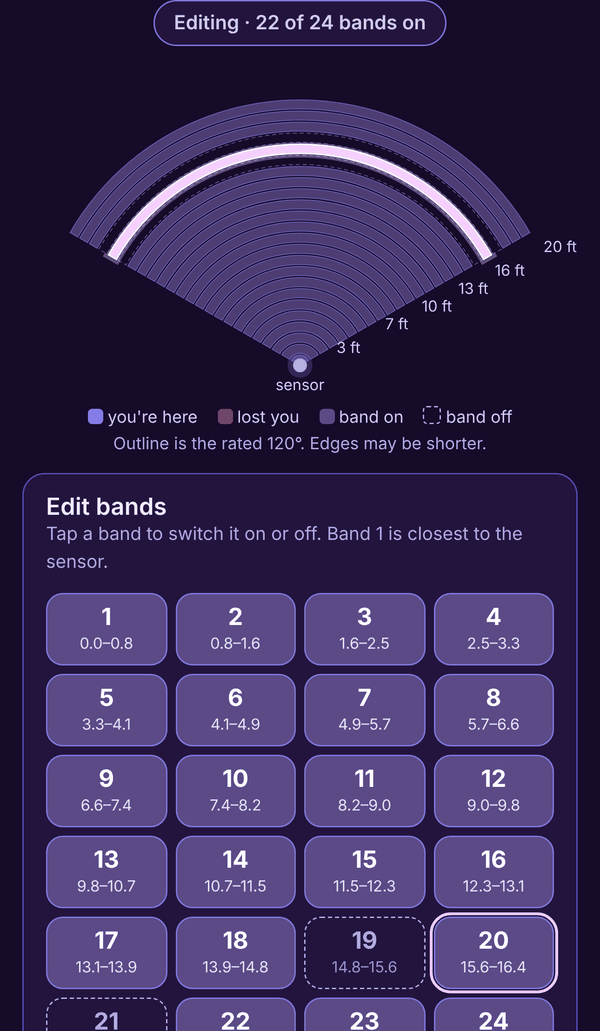 Editing · 22 of 24 bands on
20 ft
16 ft
13 ft
10 ft
7 ft
3 ft
sensor
you're here lost you band on band off
Outline is the rated 120°. Edges may be shorter.
Edit bands
Tap a band to switch it on or off. Band 1 is closest to the
sensor.
1 2 3 4
0.0–0.8 0.8–1.6 1.6–2.5 2.5–3.3
5 6 7 8
3.3–4.1 4.1–4.9 4.9–5.7 5.7–6.6
9 10 11 12
6.6–7.4 7.4–8.2 8.2–9.0 9.0–9.8
13 14 15 16
9.8–10.7 10.7–11.5 11.5–12.3 12.3–13.1
17 18 19 20
13.1–13.9 13.9–14.8 14.8–15.6 15.6–16.4
21 22 23 24